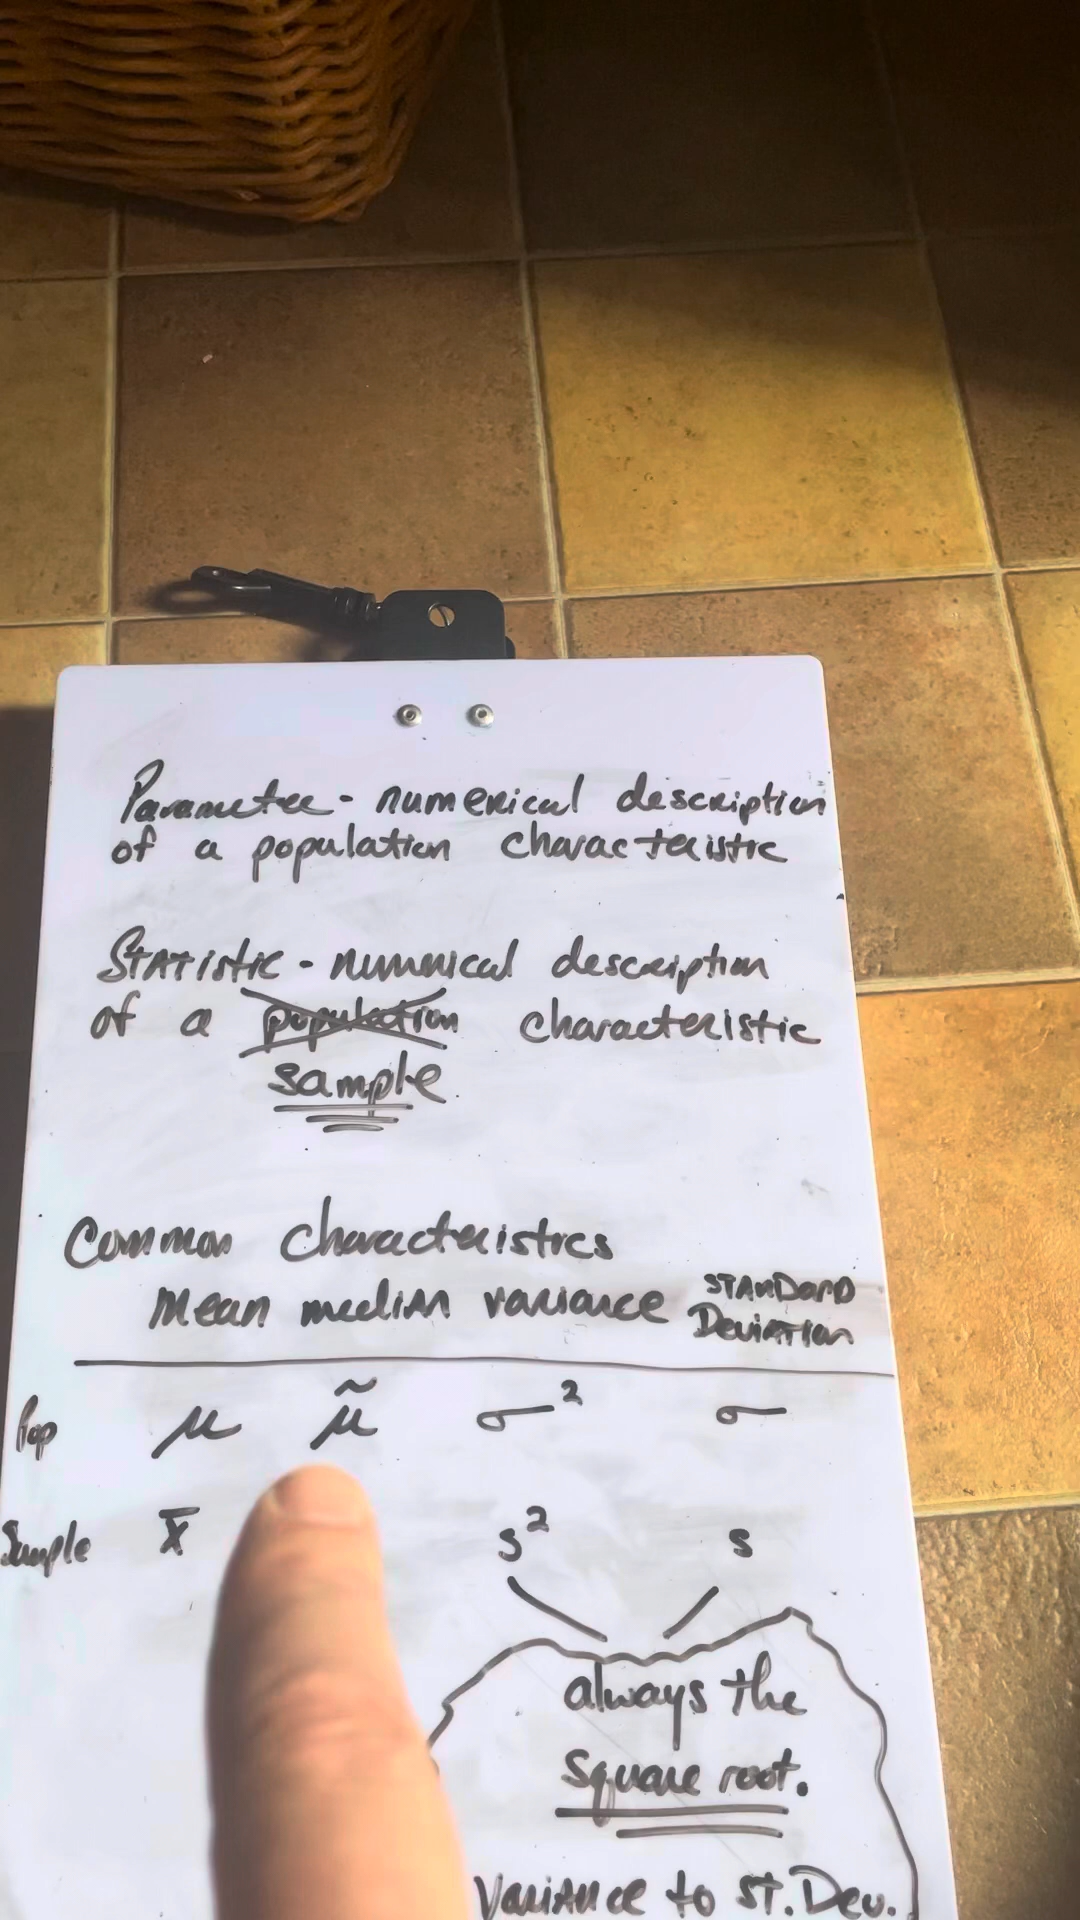 Parameter - numerical description
of a population characteristic
Statistic - numerical description
of a population characteristic
sample
Common Characteristics
Mean median variance STANDARD Deviation
Pop μ μ̃ σ² σ
Sample x̄ s² s
always the
square root.
Variance to St. Dev.